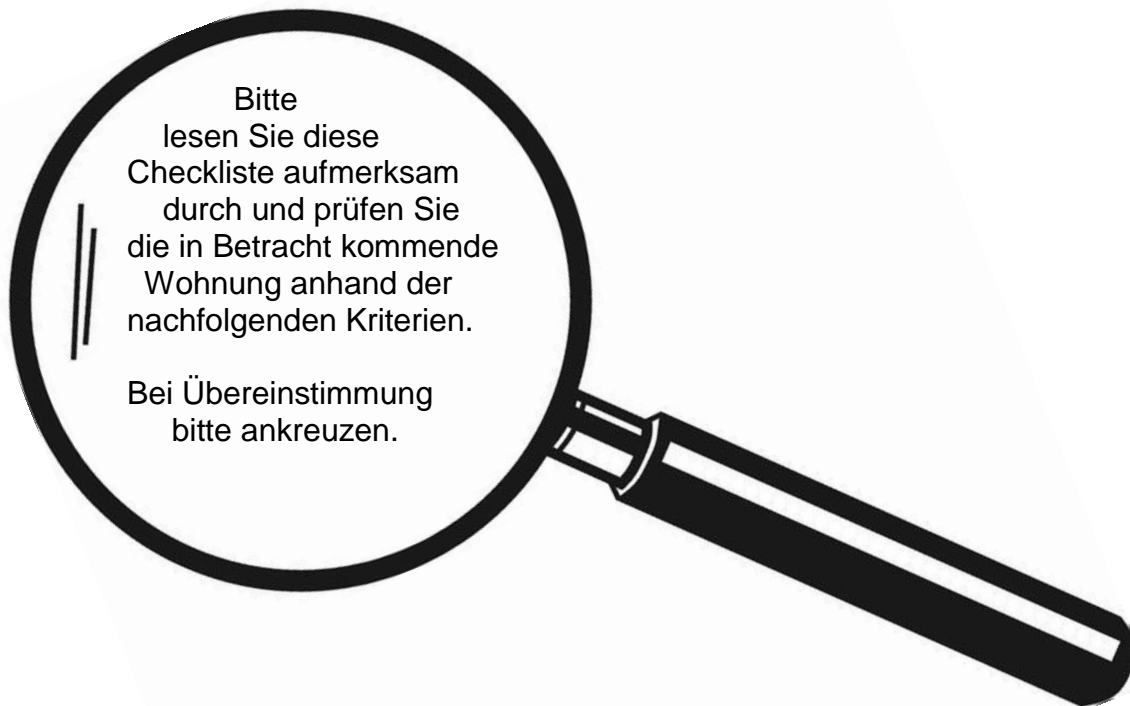 Bitte
lesen Sie diese
Checkliste aufmerksam
durch und prüfen Sie
die in Betracht kommende
Wohnung anhand der
nachfolgenden Kriterien.
Bei Übereinstimmung
bitte ankreuzen.